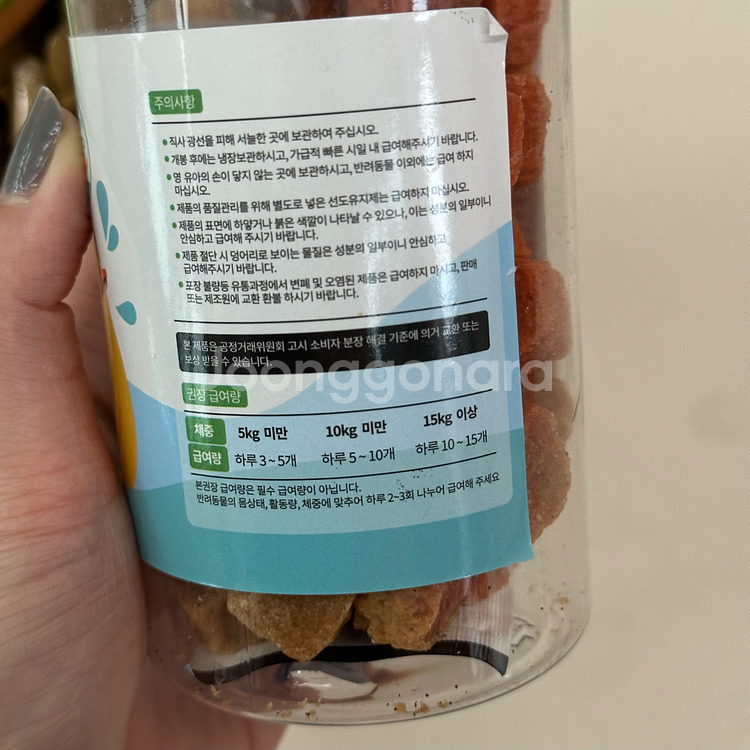 주의사항
• 직사 광선을 피해 서늘한 곳에 보관하여 주십시오.
• 개봉 후에는 냉장보관하시고, 가급적 빠른 시일 내 급여해주시기 바랍니다.
• 영 유아의 손이 닿지 않는 곳에 보관하시고, 반려동물 이외에는 급여 하지
마십시오.
• 제품의 품질관리를 위해 별도로 넣은 선도유지제는 급여하지 마십시오.
• 제품의 표면에 하얗거나 붉은 색깔이 나타날 수 있으나, 이는 성분의 일부이니
안심하고 급여해 주시기 바랍니다.
• 제품 절단 시 덩어리로 보이는 물질은 성분의 일부이니 안심하고,
급여해주시기 바랍니다.
• 포장 불량등 유통과정에서 변폐 및 오염된 제품은 급여하지 마시고, 판매
또는 제조원에 교환 환불 하시기 바랍니다.
본 제품은 공정거래위원회 고시 소비자 분장 해결 기준에 의거 교환 또는
보상 받을 수 있습니다.
joonggonara
권장 급여량
체중 5kg 미만 10kg 미만 15kg 이상
급여량 하루 3~5개 하루 5~10개 하루 10~15개
본권장 급여량은 필수 급여량이 아닙니다.
반려동물의 몸상태, 활동량, 체중에 맞추어 하루 2~3회 나누어 급여해 주세요